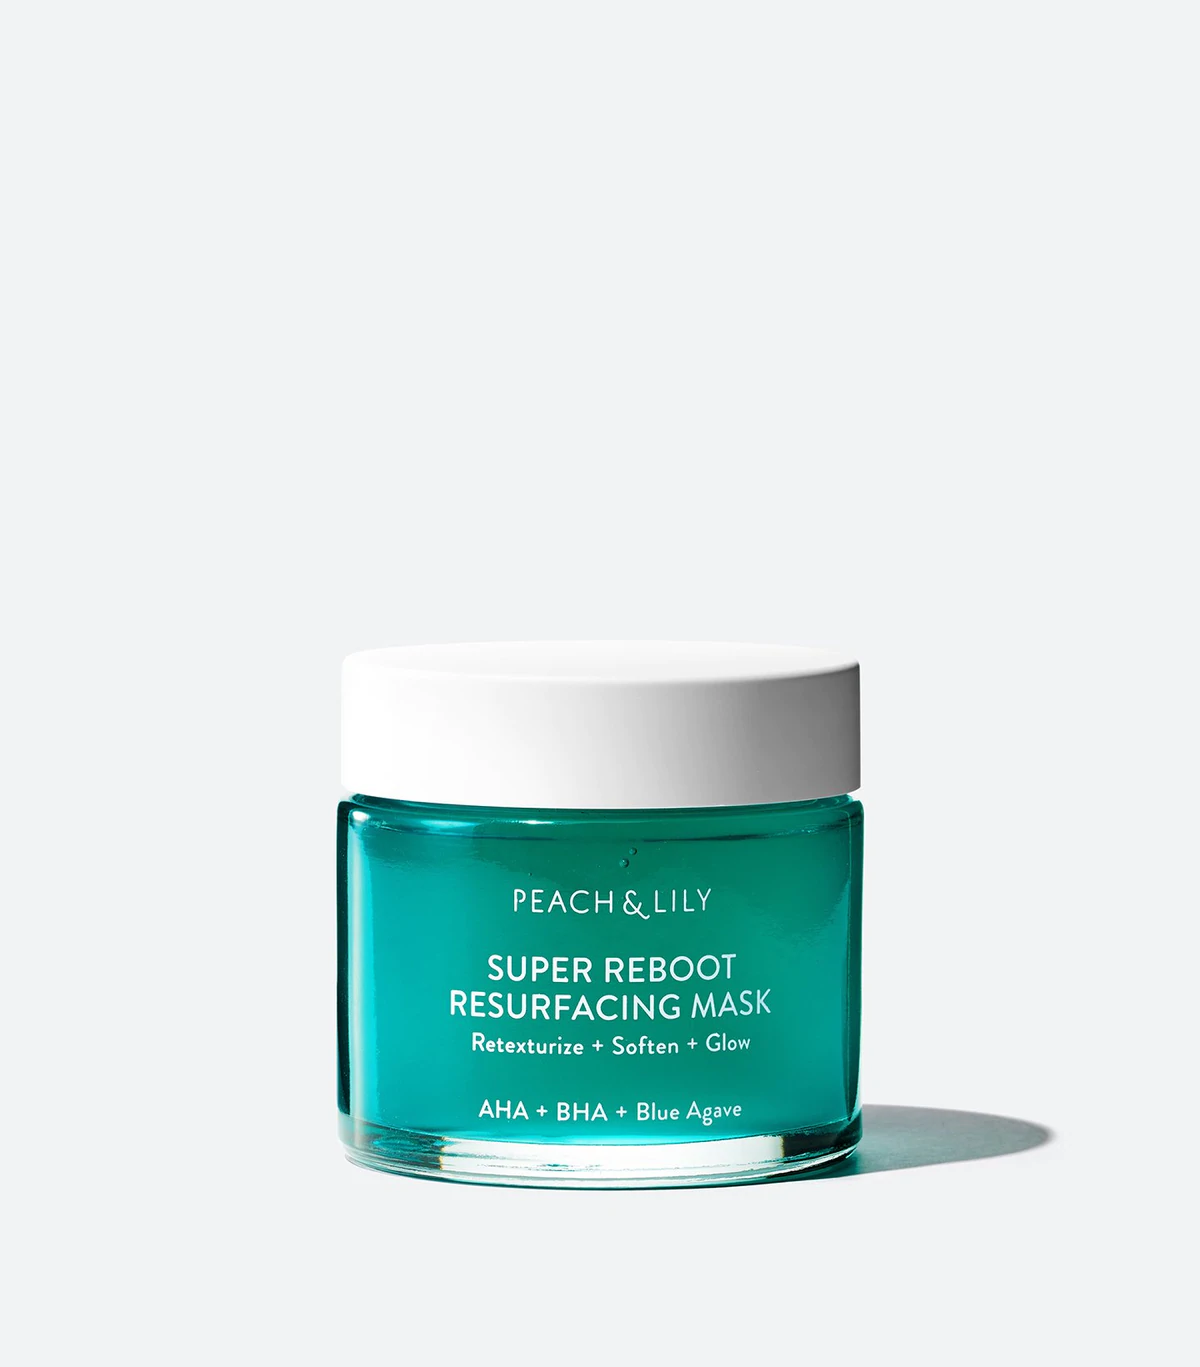 PEACH & LILY
SUPER REBOOT
RESURFACING MASK
Retexturize + Soften + Glow
AHA + BHA + Blue Agave